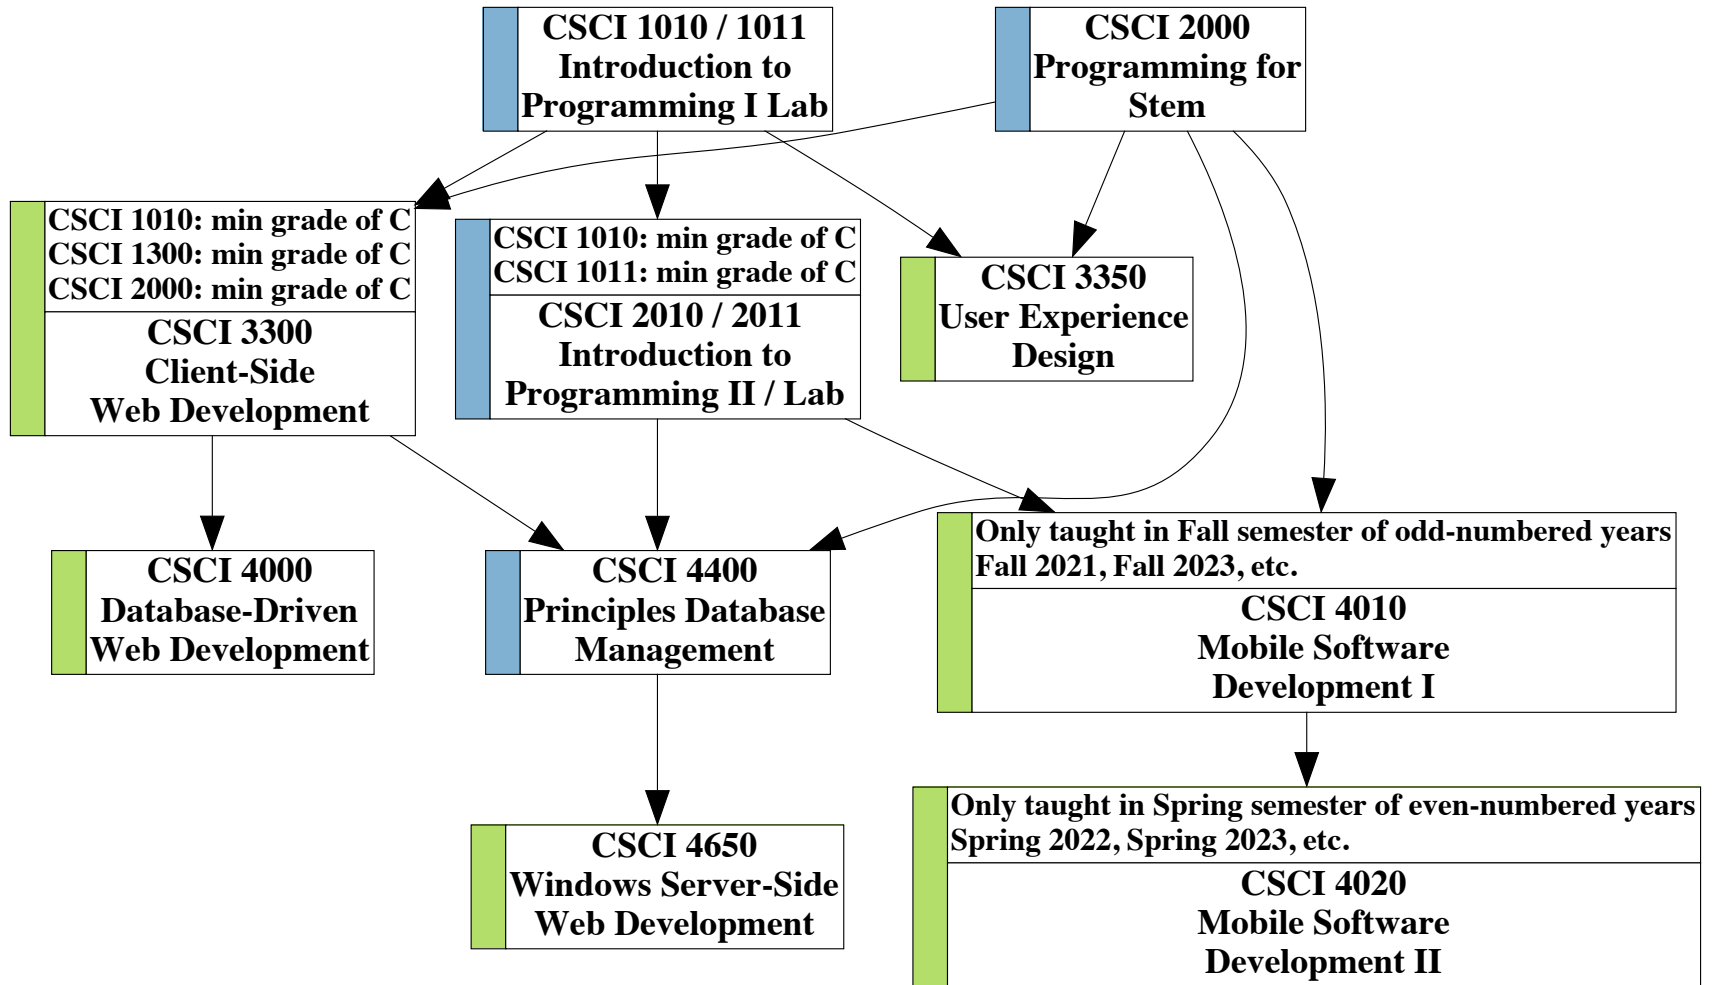 CSCI 1010 / 1011
Introduction to
Programming I Lab
CSCI 2000
Programming for
Stem
CSCI 1010: min grade of C
CSCI 1300: min grade of C
CSCI 2000: min grade of C
CSCI 3300
Client-Side
Web Development
CSCI 1010: min grade of C
CSCI 1011: min grade of C
CSCI 2010 / 2011
Introduction to
Programming II / Lab
CSCI 3350
User Experience
Design
CSCI 4000
Database-Driven
Web Development
CSCI 4400
Principles Database
Management
Only taught in Fall semester of odd-numbered years
Fall 2021, Fall 2023, etc.
CSCI 4010
Mobile Software
Development I
CSCI 4650
Windows Server-Side
Web Development
Only taught in Spring semester of even-numbered years
Spring 2022, Spring 2023, etc.
CSCI 4020
Mobile Software
Development II